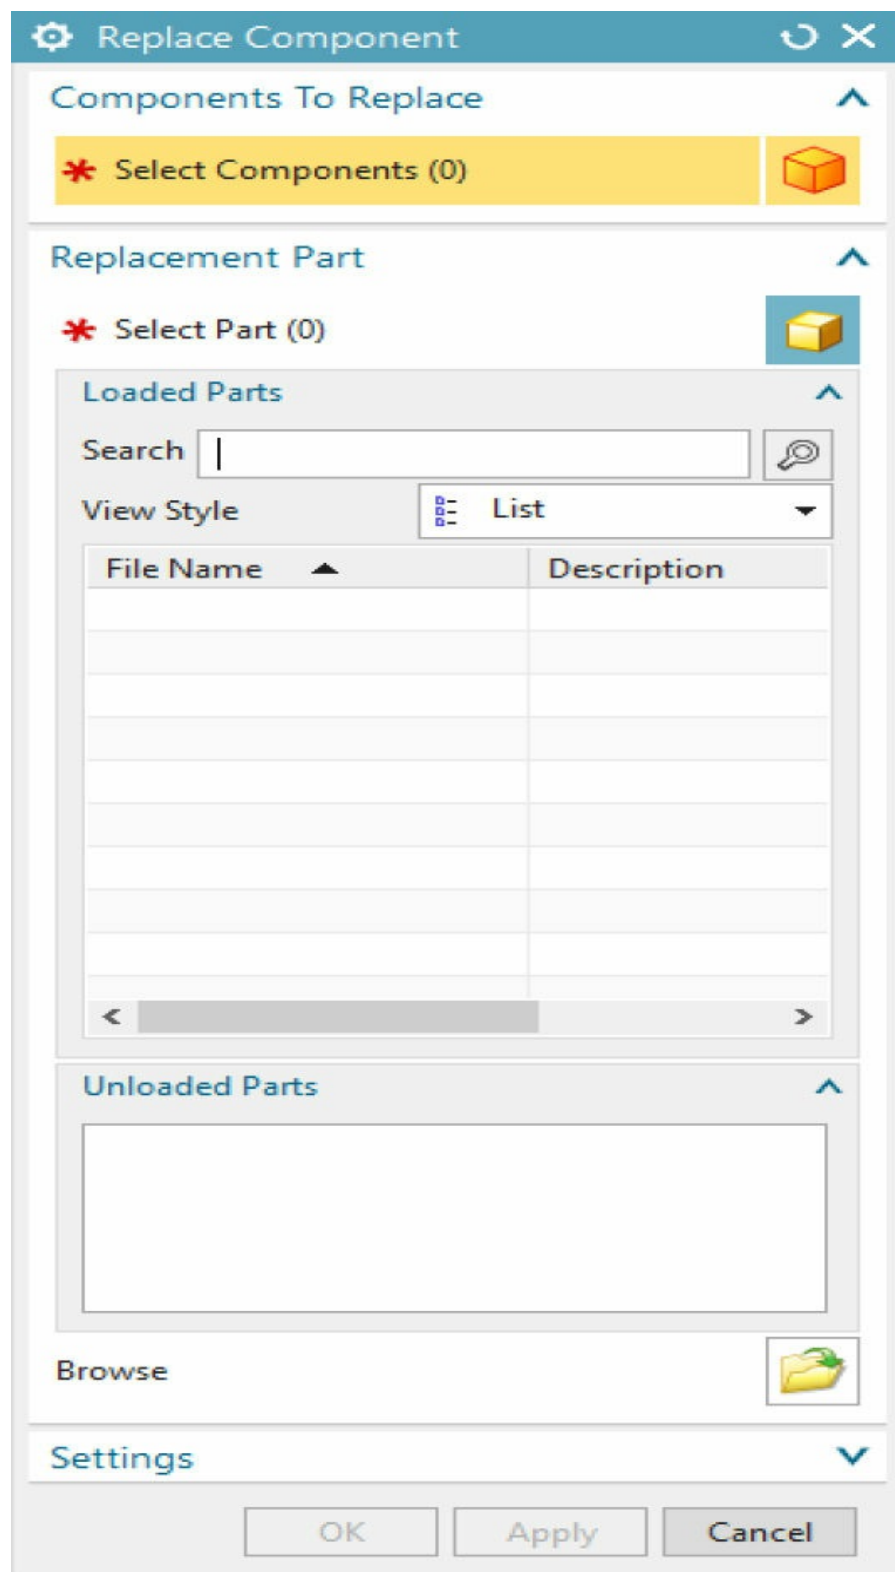 Replace Component
Components To Replace
* Select Components (0)
Replacement Part
* Select Part (0)
Loaded Parts
Search
View Style List
File Name Description
Unloaded Parts
Browse
Settings
OK Apply Cancel